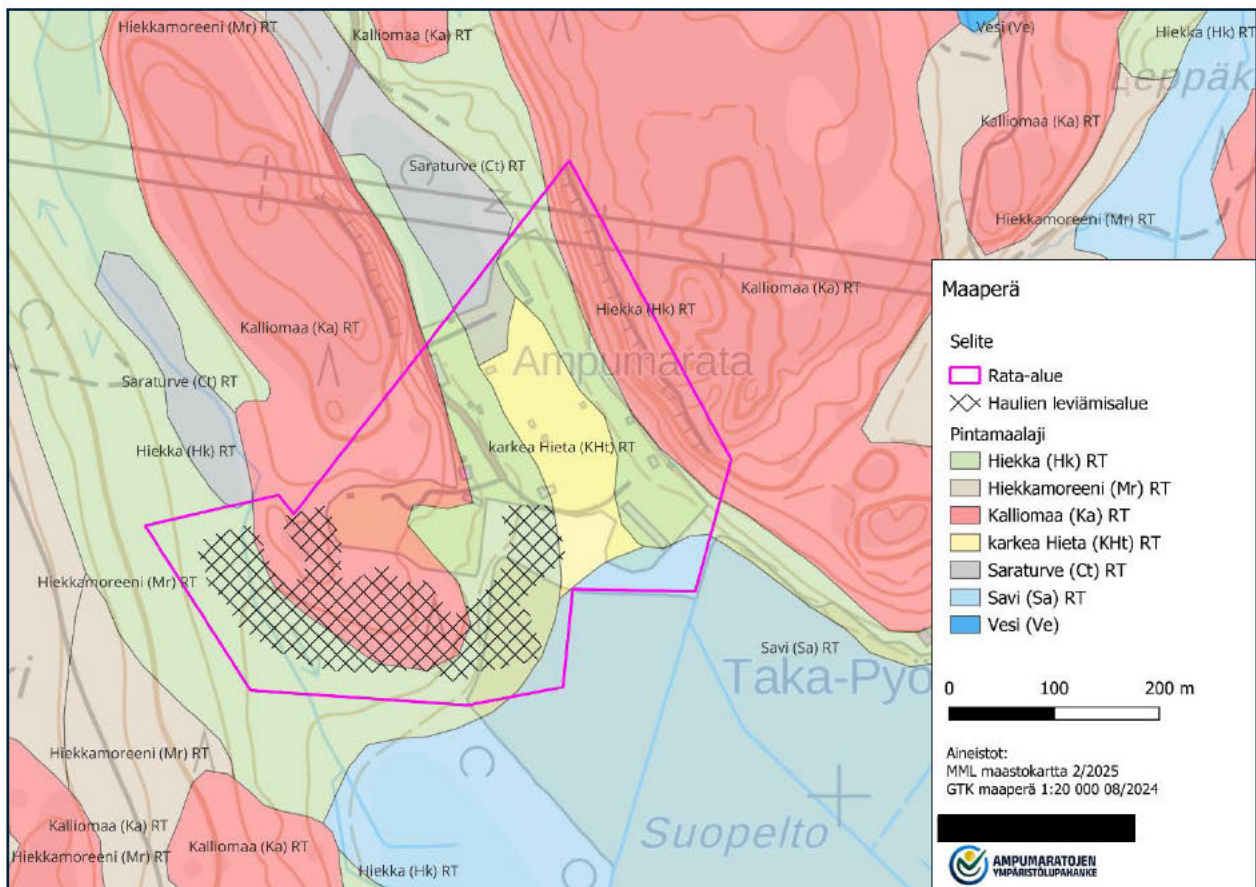 Hiekkamoreeni (Mr) RT
Kalliomaa (Ka) RT
Vesi (Ve)
Hiekka (Hk) RT
Leppäk
Kalliomaa (Ka) RT
Saraturve (Ct) RT
Hiekkamoreeni (Mr) RT
Hiekka (Hk) RT
Kalliomaa (Ka) RT
Kalliomaa (Ka) RT
Ampumarata
Saraturve (Ct) RT
karkea Hieta (KHt) RT
Hiekka (Hk) RT
Hiekkamoreeni (Mr) RT
Savi (Sa) RT
Taka-Pyö
ri
Hiekkamoreeni (Mr) RT
Kalliomaa (Ka) RT
Kalliomaa (Ka) RT
Hiekkamoreeni (Mr) RT
Hiekka (Hk) RT
Suopelto
Maaperä
Selite
Rata-alue
Haulien leviämisalue
Pintamaalaji
Hiekka (Hk) RT
Hiekkamoreeni (Mr) RT
Kalliomaa (Ka) RT
karkea Hieta (KHt) RT
Saraturve (Ct) RT
Savi (Sa) RT
Vesi (Ve)
0 100 200 m
Aineistot:
MML maastokartta 2/2025
GTK maaperä 1:20 000 08/2024
AMPUMARATOJEN
YMPÄRISTÖLUPAHANKE